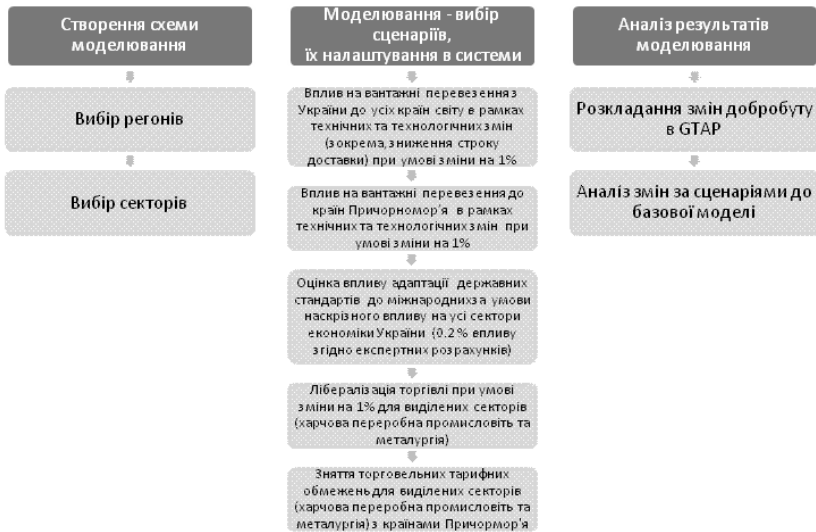 Створення схеми
моделювання
Вибір регонів
Вибір секторів
Моделювання - вибір
сценаріїв,
їх налаштування в системи
Вплив на вантажні перевезення з
України до усіх країн світу в рамках
технічних та технологічних змін
(зокрема, зниження строку
доставки) при умові зміни на 1%
Вплив на вантажні перевезення до
країн Причорномор'я в рамках
технічних та технологічних змін при
умові зміни на 1%
Оцінка впливу адаптації державних
стандартів до міжнародних за умови
наскрізного впливу на усі сектори
економіки України (0.2% впливу
згідно експертних розрахунків)
Лібералізація торгівлі при умові
зміни на 1% для виділених секторів
(харчова переробна промисловіть та
металургія)
Зняття торговельних тарифних
обмежень для виділених секторів
(харчова переробна промисловіть та
металургія) з країнами Причормор'я
Аналіз результатів
моделювання
Розкладання змін добробуту
в GTAP
Аналіз змін за сценаріями до
базової моделі